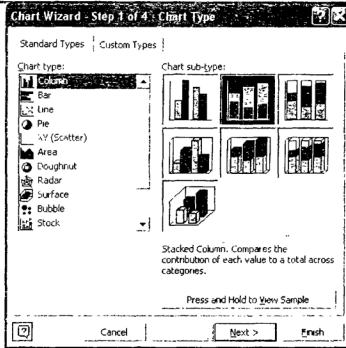 Chart Wizard - Step 1 of 4 - Chart Type
Standard Types
Custom Types
Chart type:
Column
Bar
Line
Pie
XY (Scatter)
Area
Doughnut
Radar
Surface
Bubble
Stock
Chart sub-type:
Stacked Column. Compares the
contribution of each value to a total across
categories.
Press and Hold to View Sample
Cancel
Next >
Finish